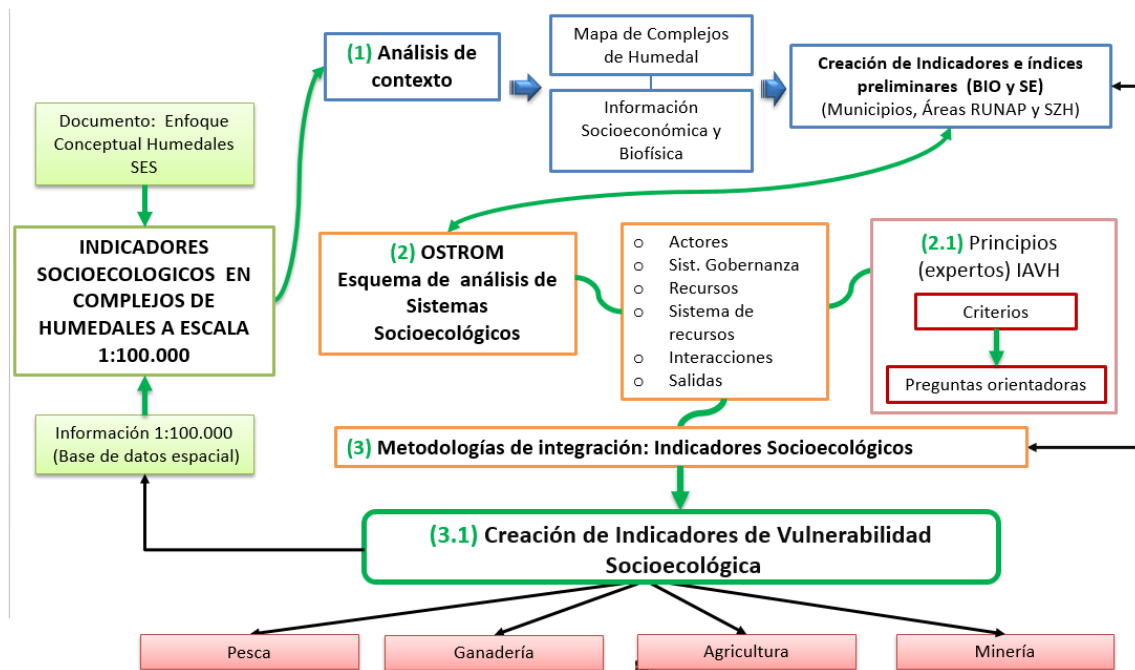 (1) Análisis de
contexto
Mapa de Complejos
de Humedal
Información
Socioeconómica y
Biofísica
Creación de Indicadores e índices
preliminares (BIO y SE)
(Municipios, Áreas RUNAP y SZH)
Documento: Enfoque
Conceptual Humedales
SES
INDICADORES
SOCIOECOLOGICOS EN
COMPLEJOS DE
HUMEDALES A ESCALA
1:100.000
Información 1:100.000
(Base de datos espacial)
(2) OSTROM
Esquema de análisis de
Sistemas
Socioecológicos
o Actores
o Sist. Gobernanza
o Recursos
o Sistema de
recursos
o Interacciones
o Salidas
(2.1) Principios
(expertos) IAVH
Criterios
Preguntas orientadoras
(3) Metodologías de integración: Indicadores Socioecológicos
(3.1) Creación de Indicadores de Vulnerabilidad
Socioecológica
Pesca
Ganadería
Agricultura
Minería